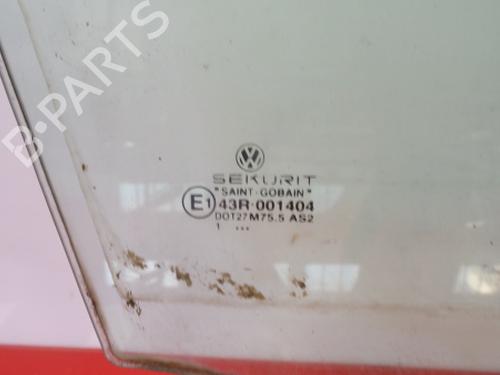 B-PARTS
VW
SEKURIT
"SAINT-GOBAIN"
E1 43R-001404
DOT27M75.5 AS2
1 ...